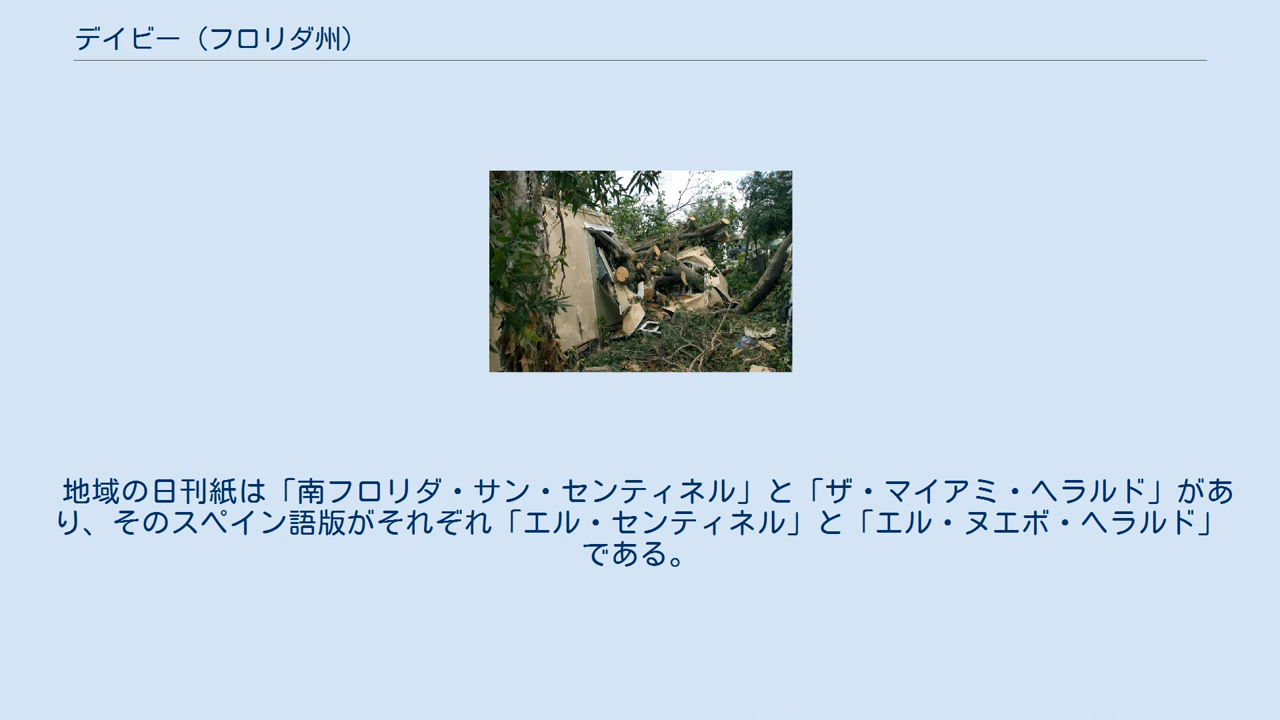 デイビー（フロリダ州）
地域の日刊紙は「南フロリダ・サン・センティネル」と「ザ・マイアミ・ヘラルド」があ
り、そのスペイン語版がそれぞれ「エル・センティネル」と「エル・ヌエボ・ヘラルド」
である。